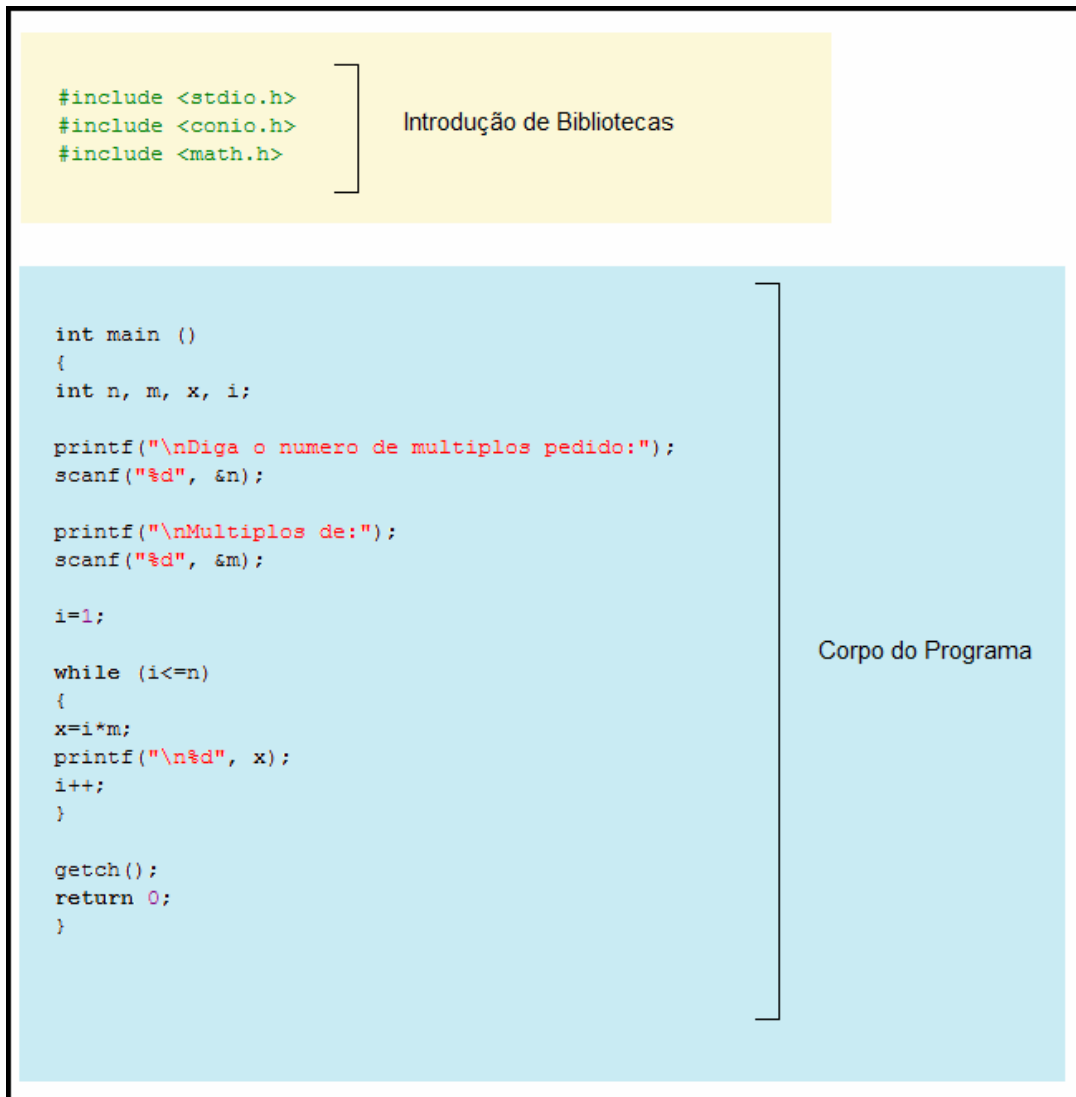 #include <stdio.h>
#include <conio.h>
#include <math.h>
Introdução de Bibliotecas
int main ()
{
int n, m, x, i;
printf("\nDiga o numero de multiplos pedido:");
scanf("%d", &n);
printf("\nMultiplos de:");
scanf("%d", &m);
i=1;
while (i<=n)
{
x=i*m;
printf("\n%d", x);
i++;
}
getch();
return 0;
}
Corpo do Programa